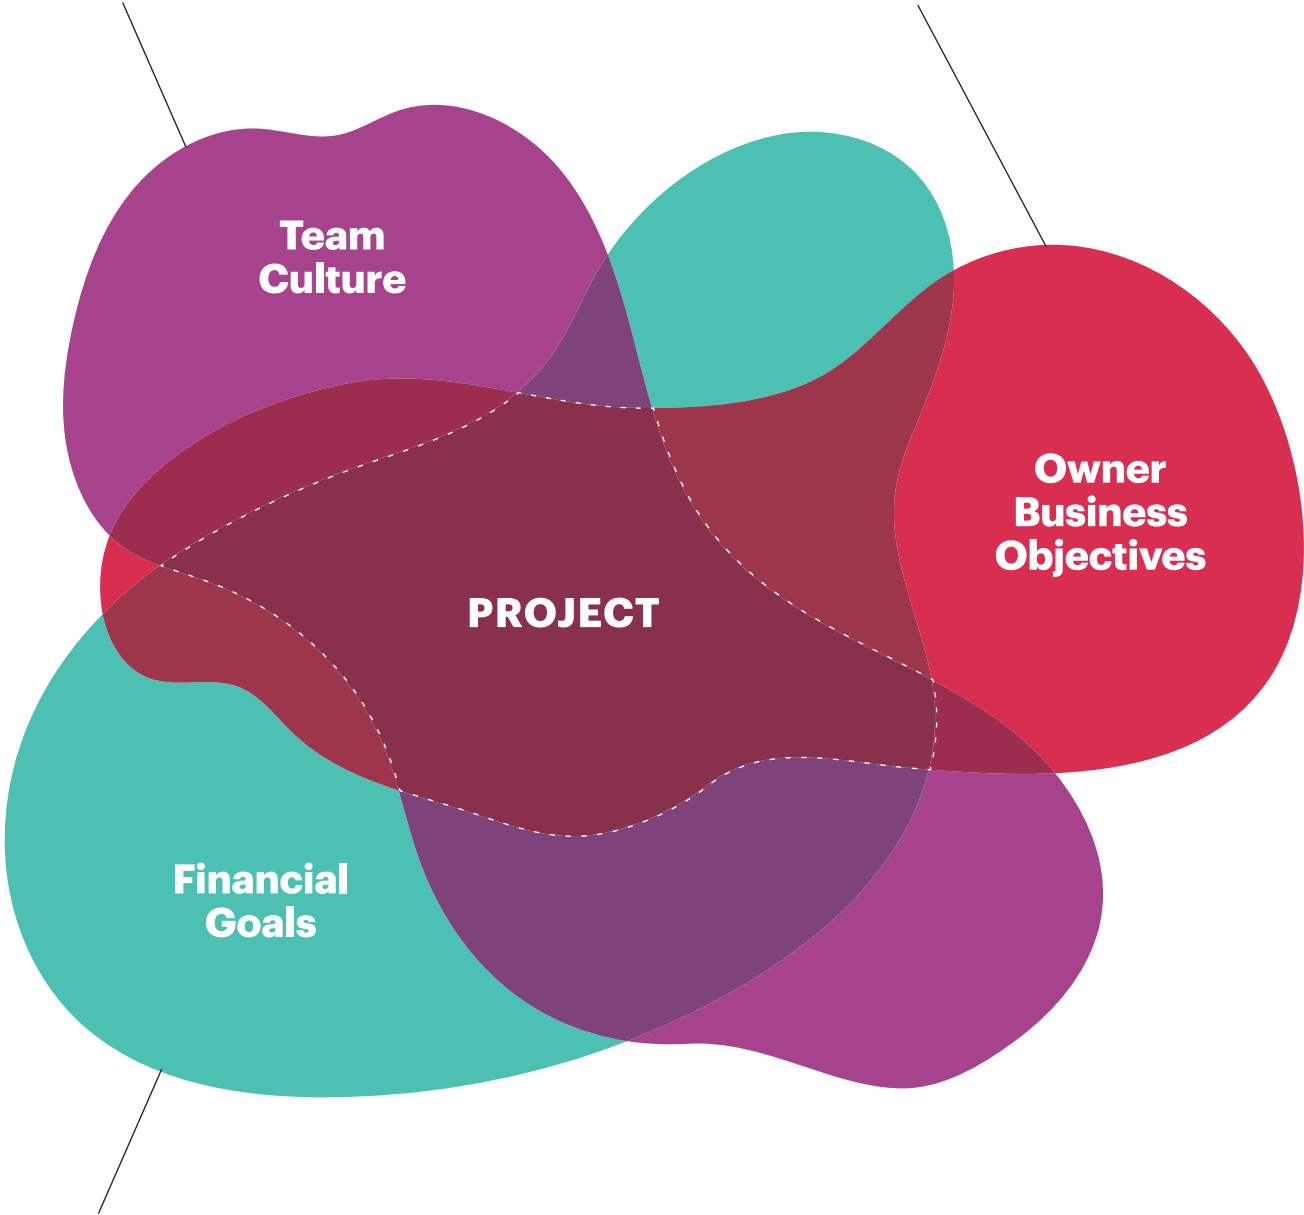 Team
Culture
Owner
Business
Objectives
PROJECT
Financial
Goals